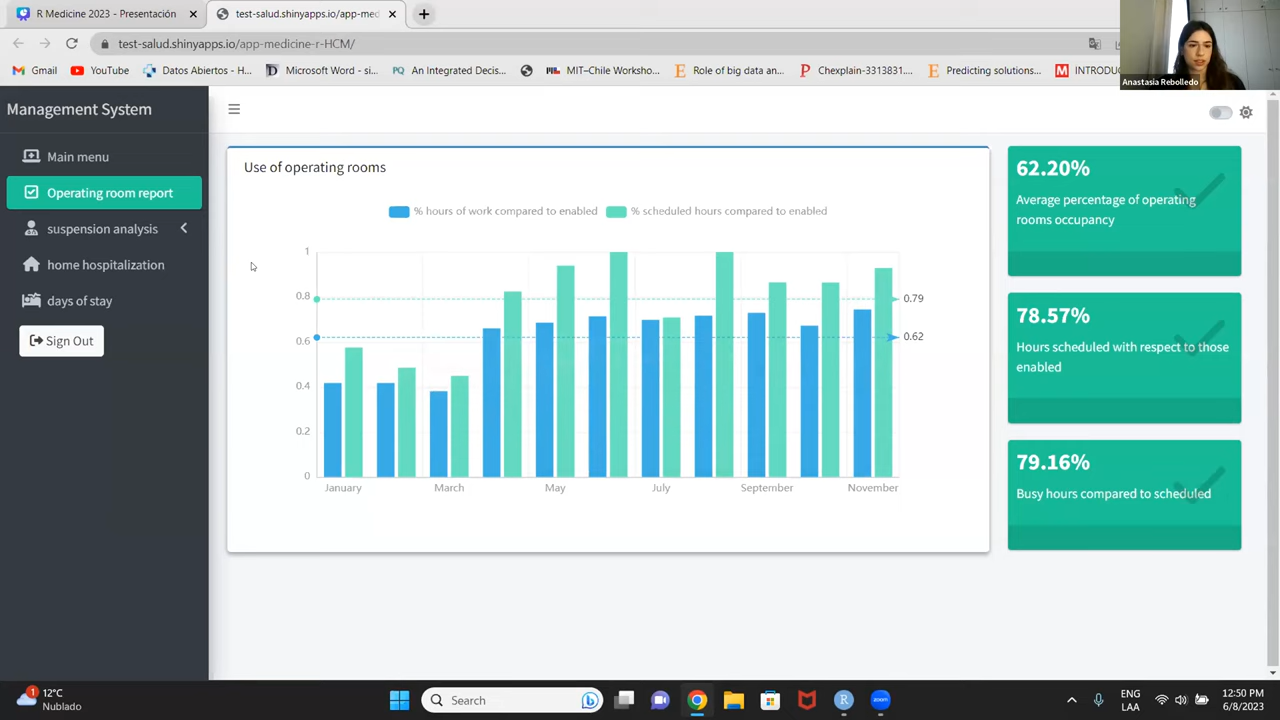 R Medicine 2023 - Presentación
test-salud.shinyapps.io/app-med
test-salud.shinyapps.io/app-medicine-r-HCM/
Gmail
YouTube
Datos Abiertos - H...
Microsoft Word - si...
An Integrated Decis...
MIT–Chile Worksho...
Role of big data an...
Chexplain-3313831....
Predicting solutions...
INTRODUC
Anastasia Rebolledo
Management System
Main menu
Operating room report
suspension analysis
home hospitalization
days of stay
Sign Out
Use of operating rooms
% hours of work compared to enabled
% scheduled hours compared to enabled
1
0.8
0.6
0.4
0.2
0
0.79
0.62
January
March
May
July
September
November
62.20%
Average percentage of operating
rooms occupancy
78.57%
Hours scheduled with respect to those
enabled
79.16%
Busy hours compared to scheduled
1
12°C
Nublado
Search
ENG
LAA
12:50 PM
6/8/2023